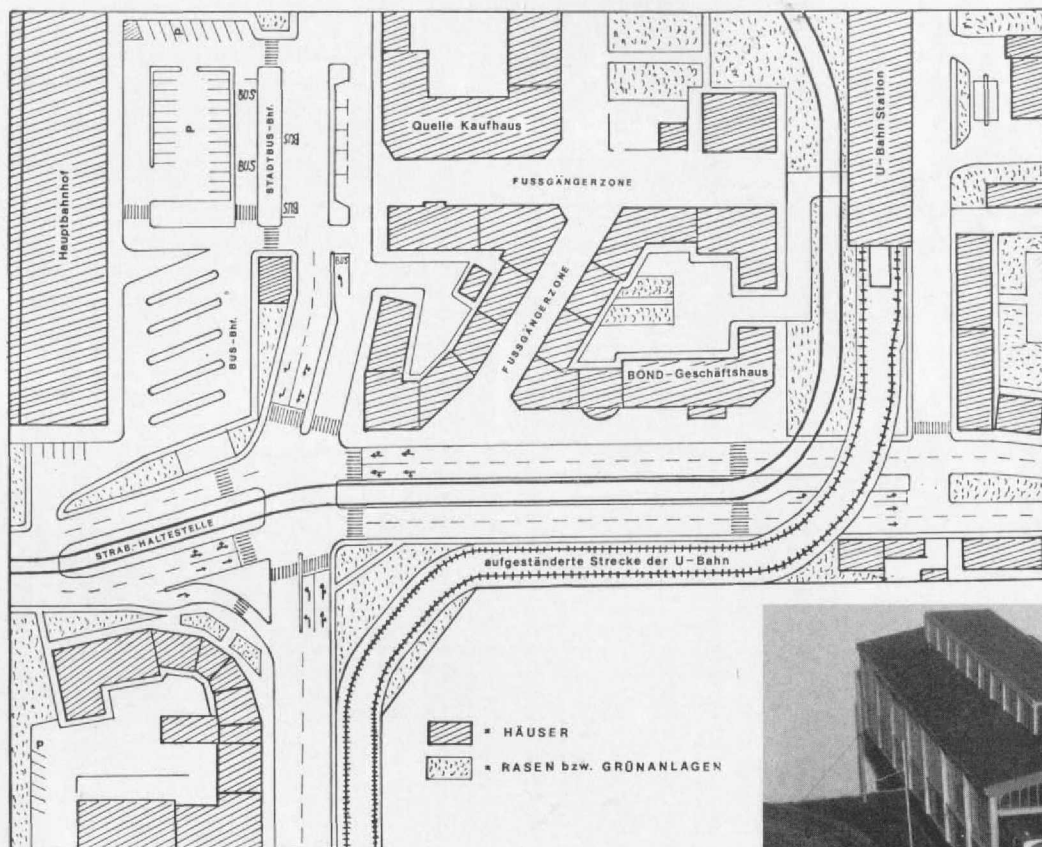 P
BUS
P
STADTBUS-Bhf.
BUS
BUS
BUS
Quelle Kaufhaus
U-Bahn Station
FUSSGÄNGERZONE
Hauptbahnhof
BUS-Bhf.
BUS
FUSSGÄNGERZONE
BOND-Geschäftshaus
STRAB.-HALTESTELLE
aufgeständerte Strecke der U-Bahn
= HÄUSER
P
= RASEN bzw. GRÜNANLAGEN